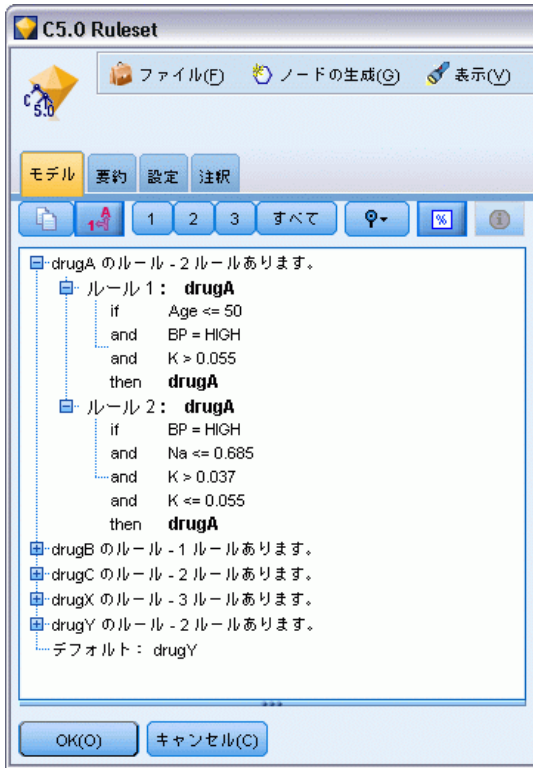 C5.0 Ruleset
ファイル(F) ノードの生成(G) 表示(V)
C 5.0
モデル 要約 設定 注釈
1 2 3 すべて %
drugA のルール - 2 ルールあります。
ルール 1 : drugA
if Age <= 50
and BP = HIGH
and K > 0.055
then drugA
ルール 2 : drugA
if BP = HIGH
and Na <= 0.685
and K > 0.037
and K <= 0.055
then drugA
drugB のルール - 1 ルールあります。
drugC のルール - 2 ルールあります。
drugX のルール - 3 ルールあります。
drugY のルール - 2 ルールあります。
デフォルト : drugY
OK(O) キャンセル(C)